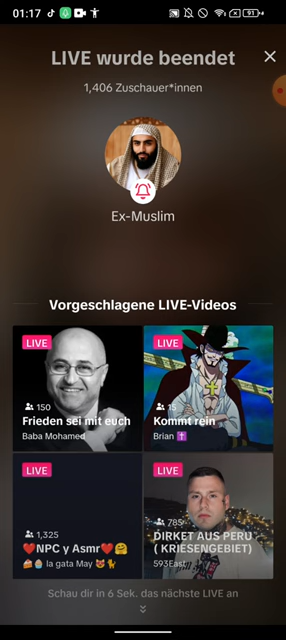 01:17
91
LIVE wurde beendet
1,406 Zuschauer*innen
Ex-Muslim
Vorgeschlagene LIVE-Videos
LIVE
150
Frieden sei mit euch
Baba Mohamed
LIVE
15
Kommt rein
Brian ✝️
LIVE
1,325
❤️NPC y Asmr❤️🤗
la gata May
LIVE
785
DIRKET AUS PERU
( KRIESENGEBIET)
593East
Schau dir in 6 Sek. das nächste LIVE an